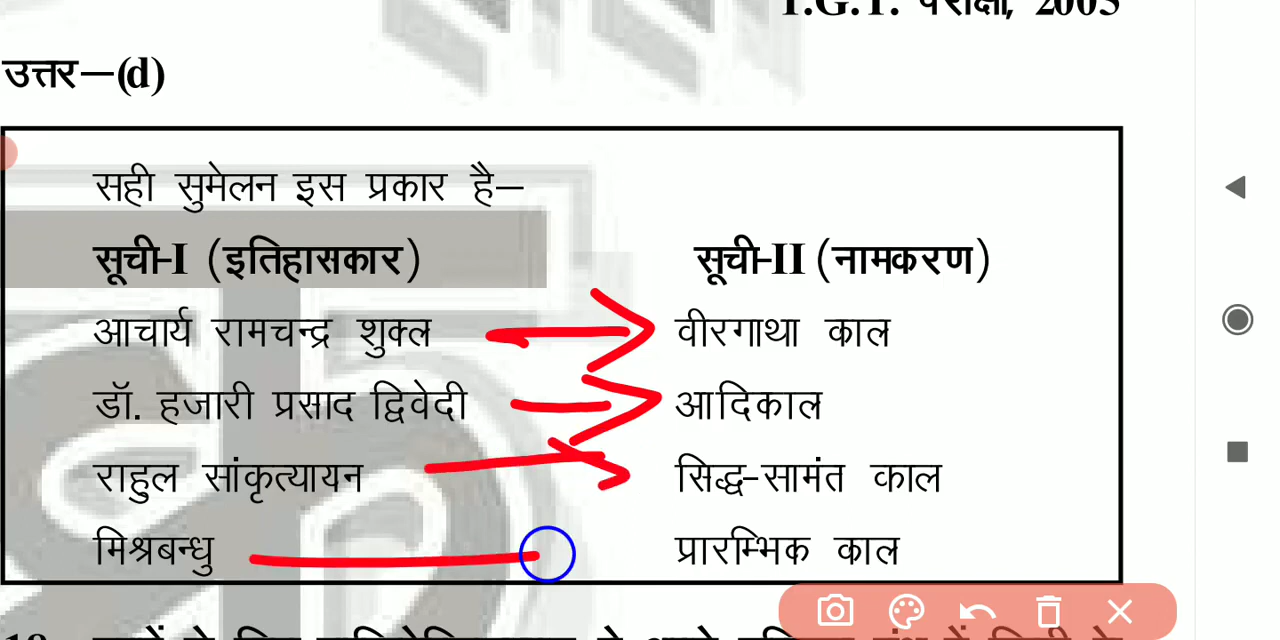 T.G.T. परीक्षा, 2005
उत्तर—(d)
सही सुमेलन इस प्रकार है–
सूची-I (इतिहासकार) सूची-II (नामकरण)
आचार्य रामचन्द्र शुक्ल वीरगाथा काल
डॉ. हजारी प्रसाद द्विवेदी आदिकाल
राहुल सांकृत्यायन सिद्ध-सामंत काल
मिश्रबन्धु प्रारम्भिक काल